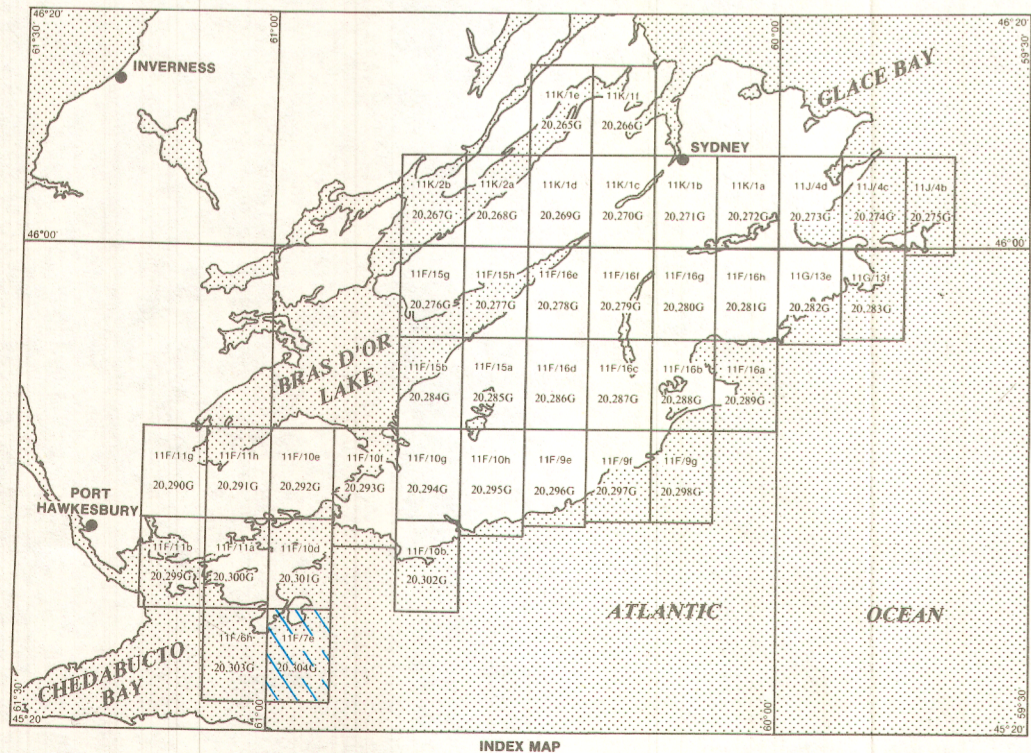 46°20'
61°30'
61°00'
60°00'
46°20'
59°30'
INVERNESS
GLACE BAY
11K/1e
11K/1f
20,265G
20,266G
SYDNEY
11K/2b
11K/2a
11K/1d
11K/1c
11K/1b
11K/1a
11J/4d
11J/4c
11J/4b
20,267G
20,268G
20,269G
20,270G
20,271G
20,272G
20,273G
20,274G
20,275G
46°00'
46°00'
11F/15g
11F/15h
11F/16e
11F/16f
11F/16g
11F/16h
11G/13e
11G/13f
20,276G
20,277G
20,278G
20,279G
20,280G
20,281G
20,282G
20,283G
BRAS D'OR
LAKE
11F/15b
11F/15a
11F/16d
11F/16c
11F/16b
11F/16a
20,284G
20,285G
20,286G
20,287G
20,288G
20,289G
11F/11g
11F/11h
11F/10e
11F/10f
11F/10g
11F/10h
11F/9e
11F/9f
11F/9g
20,290G
20,291G
20,292G
20,293G
20,294G
20,295G
20,296G
20,297G
20,298G
PORT
HAWKESBURY
11F/11b
11F/11a
11F/10d
11F/10b
20,299G
20,300G
20,301G
20,302G
ATLANTIC
OCEAN
11F/6h
11F/7e
20,303G
20,304G
CHEDABUCTO
BAY
61°30'
45°20'
61°00'
60°00'
59°30'
45°20'
INDEX MAP